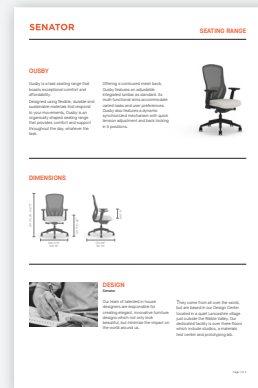 SENATOR
SEATING RANGE
OUSBY
Ousby is a task seating range that
boasts exceptional comfort and
affordability.
Designed using flexible, durable and
sustainable materials that respond
to your movements. Ousby is an
organically shaped seating range
that provides comfort and support
throughout the day, whatever the
task.
Offering a contoured mesh back,
Ousby features an adjustable
integrated lumbar as standard. Its
multi-functional arms accommodate
varied tasks and user preferences.
Ousby also features a dynamic
synchronised mechanism with quick
tension adjustment and back locking
in 5 positions.
DIMENSIONS
DESIGN
Senator
Our team of talented in-house
designers are responsible for
creating elegant, innovative furniture
designs which not only look
beautiful, but minimise the impact on
the world around us.
They come from all over the world,
but are based in our Design Centre
located in a quiet Lancashire village
just outside the Ribble Valley. Our
dedicated facility is over three floors
which include studios, a materials
test center and prototyping lab.